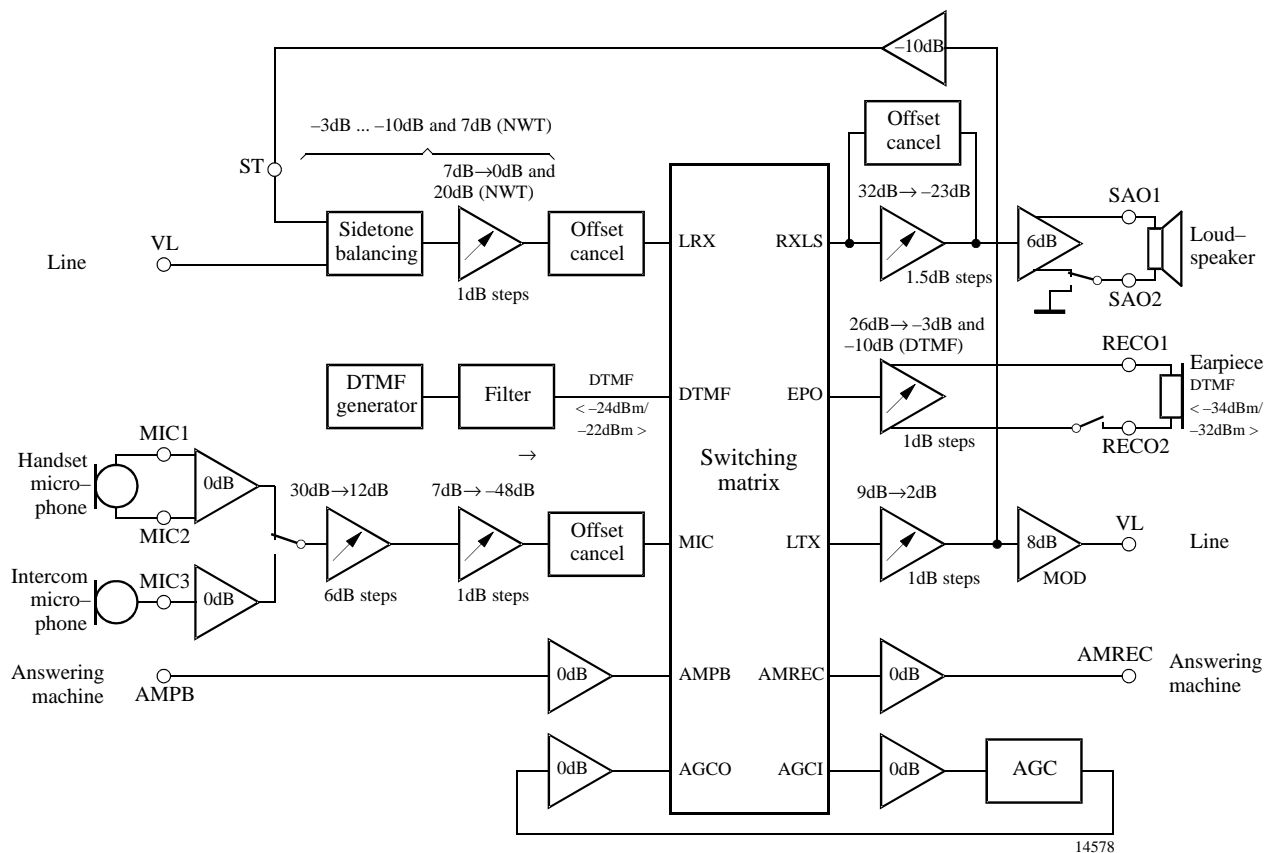 –10dB
–3dB ... –10dB and 7dB (NWT)
Offset
cancel
ST
7dB→0dB and
20dB (NWT)
32dB→ –23dB
SAO1
Line
VL
Sidetone
balancing
Offset
cancel
LRX
RXLS
6dB
Loud–
speaker
1dB steps
1.5dB steps
SAO2
26dB→ –3dB and
–10dB (DTMF)
RECO1
DTMF
generator
Filter
DTMF
< –24dBm/
–22dBm >
DTMF
EPO
Earpiece
DTMF
< –34dBm/
–32dBm >
1dB steps
RECO2
→
Switching
matrix
Handset
micro–
phone
MIC1
MIC2
0dB
30dB→12dB
7dB→ –48dB
9dB→2dB
VL
Offset
cancel
MIC
LTX
8dB
Line
MOD
Intercom
micro–
phone
MIC3
0dB
6dB steps
1dB steps
1dB steps
Answering
machine
AMPB
0dB
AMPB
AMREC
0dB
AMREC
Answering
machine
0dB
AGCO
AGCI
0dB
AGC
14578